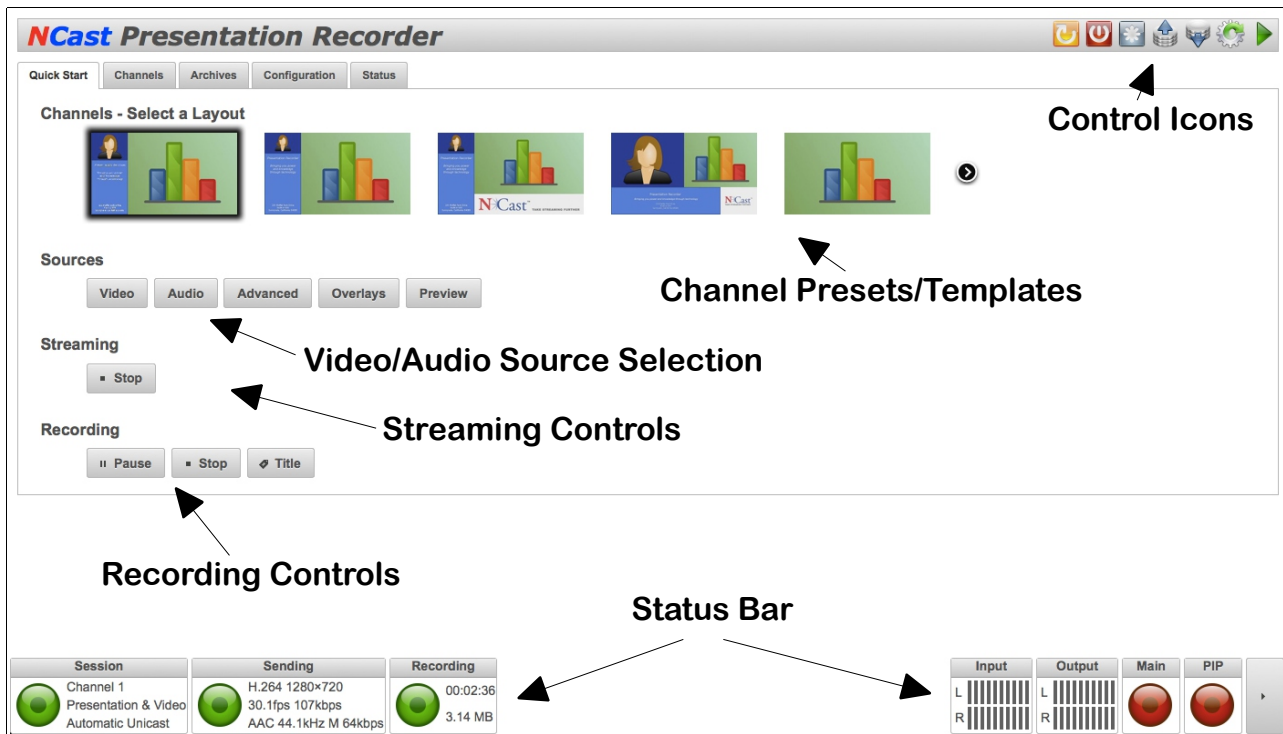 NCast Presentation Recorder
Quick Start
Channels
Archives
Configuration
Status
Control Icons
Channels - Select a Layout
N Cast
N Cast
Channel Presets/Templates
Sources
Video
Audio
Advanced
Overlays
Preview
Video/Audio Source Selection
Streaming
Stop
Streaming Controls
Recording
Pause
Stop
Title
Recording Controls
Status Bar
Session
Channel 1
Presentation & Video
Automatic Unicast
Sending
H.264 1280×720
30.1fps 107kbps
AAC 44.1kHz M 64kbps
Recording
00:02:36
3.14 MB
Input
L
R
Output
L
R
Main
PIP